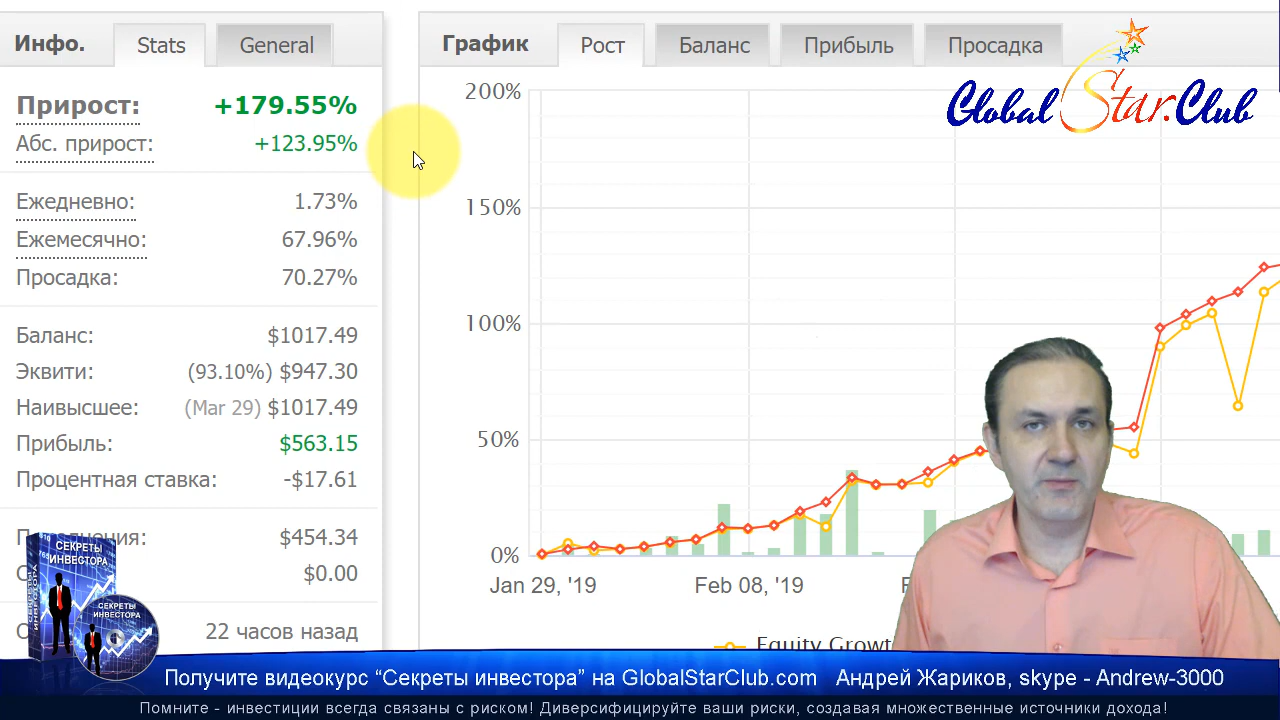 Инфо.
Stats
General
Прирост:
+179.55%
Абс. прирост:
+123.95%
Ежедневно:
1.73%
Ежемесячно:
67.96%
Просадка:
70.27%
Баланс:
$1017.49
Эквити:
(93.10%) $947.30
Наивысшее:
(Mar 29) $1017.49
Прибыль:
$563.15
Процентная ставка:
-$17.61
$454.34
$0.00
22 часов назад
График
Рост
Баланс
Прибыль
Просадка
Global Star.Club
200%
150%
100%
50%
0%
Jan 29, '19
Feb 08, '19
Equity Growt
СЕКРЕТЫ
ИНВЕСТОРА
СЕКРЕТЫ
ИНВЕСТОРА
Получите видеокурс “Секреты инвестора” на GlobalStarClub.com Андрей Жариков, skype - Andrew-3000
Помните - инвестиции всегда связаны с риском! Диверсифицируйте ваши риски, создавая множественные источники дохода!